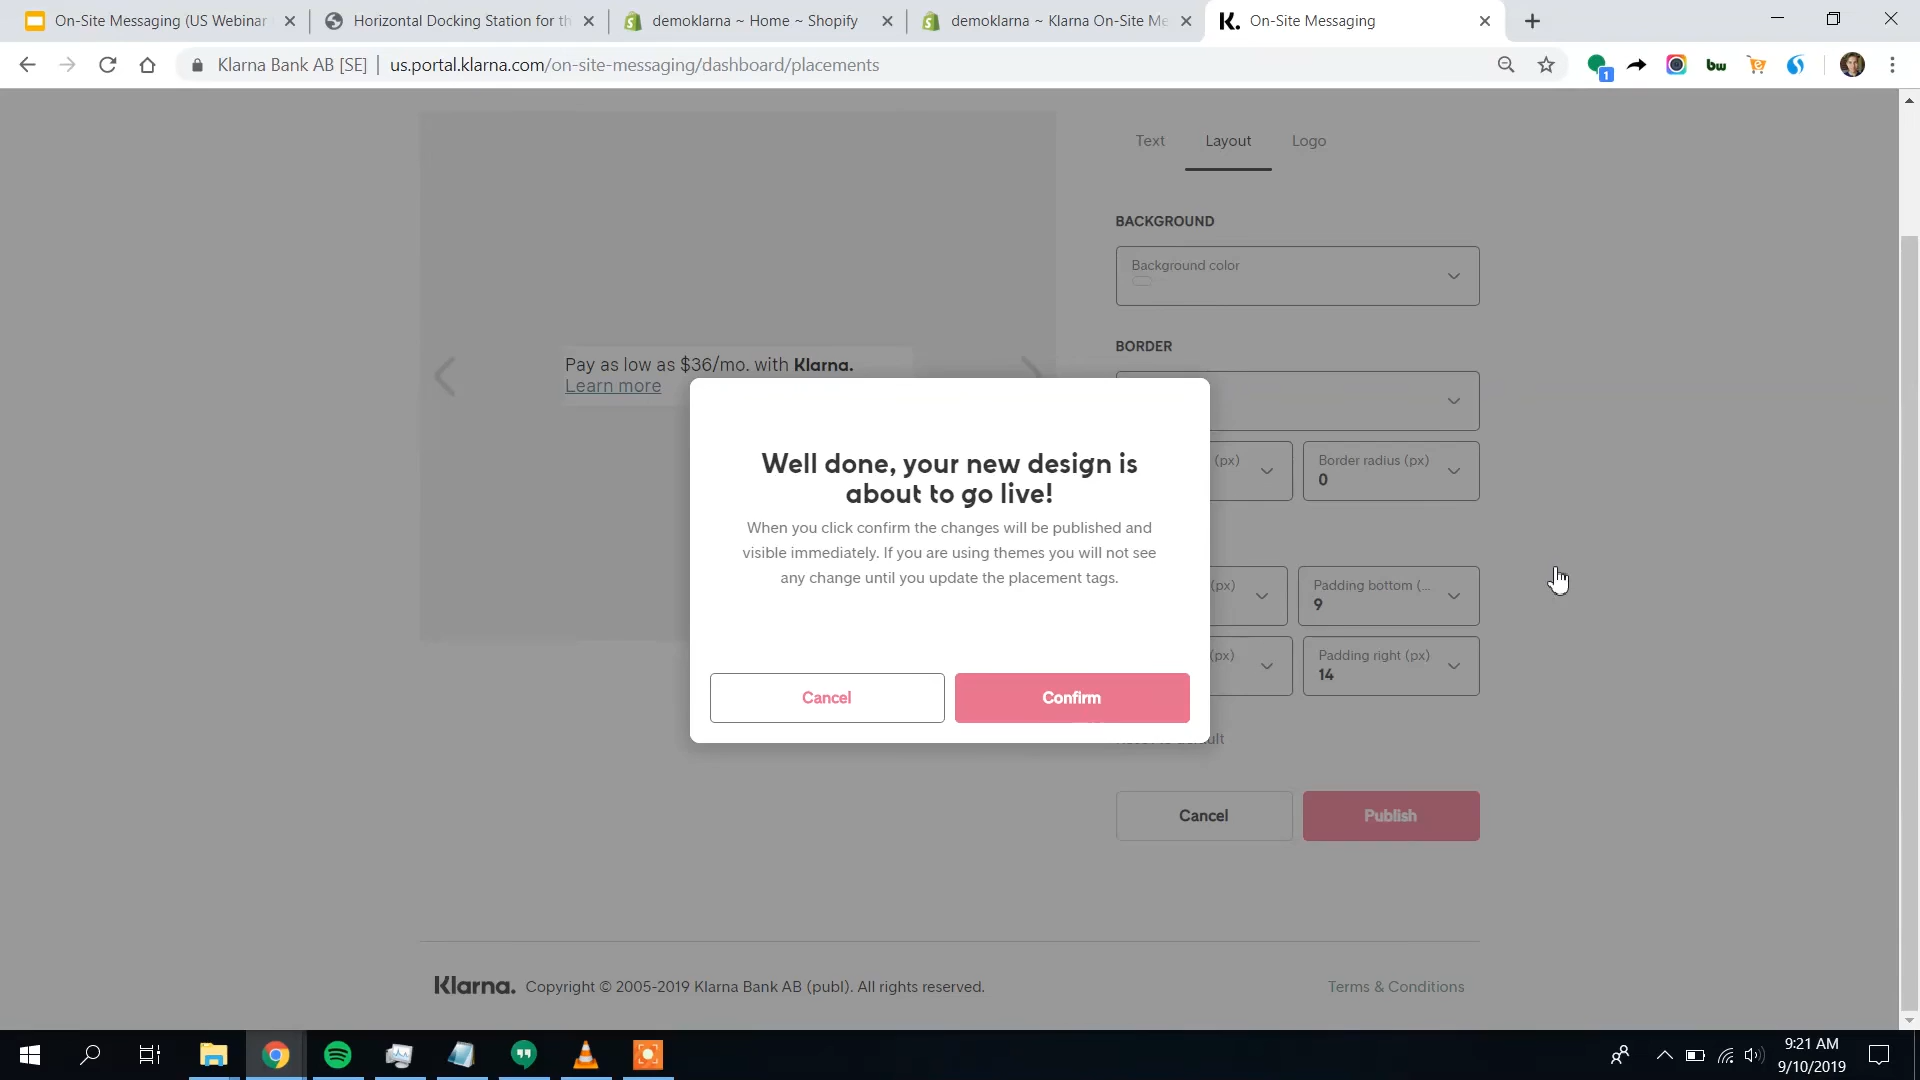 On-Site Messaging (US Webinar
Horizontal Docking Station for th
demoklarna ~ Home ~ Shopify
demoklarna ~ Klarna On-Site Me
K. On-Site Messaging
Klarna Bank AB [SE] | us.portal.klarna.com/on-site-messaging/dashboard/placements
1
bw
Text Layout Logo
BACKGROUND
Background color
BORDER
Pay as low as $36/mo. with Klarna.
Learn more
(px)
Border radius (px)
0
Well done, your new design is
about to go live!
When you click confirm the changes will be published and
visible immediately. If you are using themes you will not see
any change until you update the placement tags.
(px)
Padding bottom (...
9
(px)
Padding right (px)
14
Cancel
Confirm
Cancel
Publish
Klarna. Copyright © 2005-2019 Klarna Bank AB (publ). All rights reserved.
Terms & Conditions
9:21 AM
9/10/2019